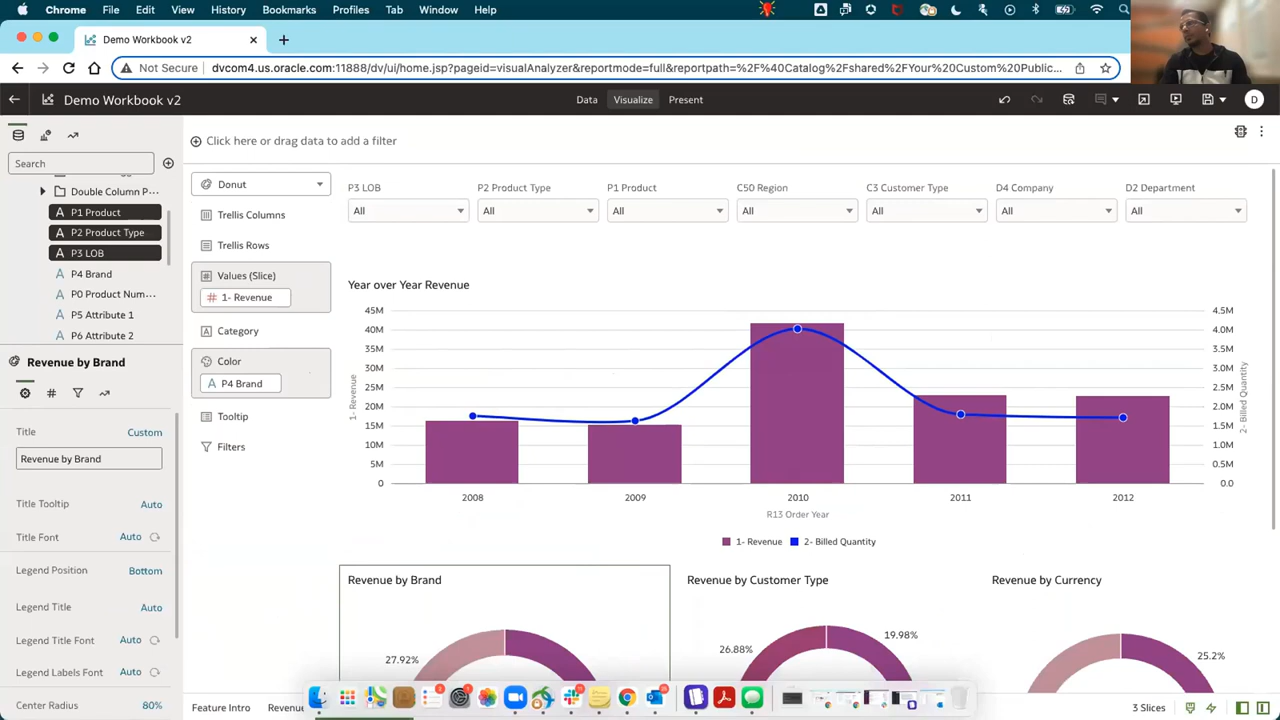 Chrome File Edit View History Bookmarks Profiles Tab Window Help
Demo Workbook v2
Not Secure dvcom4.us.oracle.com:11888/dv/ui/home.jsp?pageid=visualAnalyzer&reportmode=full&reportpath=%2F%40Catalog%2Fshared%2FYour%20Custom%20Public...
Demo Workbook v2 Data Visualize Present D
Click here or drag data to add a filter
Search
Double Column P...
P1 Product
P2 Product Type
P3 LOB
P4 Brand
P0 Product Num...
P5 Attribute 1
P6 Attribute 2
Revenue by Brand
Title Custom
Revenue by Brand
Title Tooltip Auto
Title Font Auto
Legend Position Bottom
Legend Title Auto
Legend Title Font Auto
Legend Labels Font Auto
Center Radius 80%
Donut
Trellis Columns
Trellis Rows
Values (Slice)
1- Revenue
Category
Color
P4 Brand
Tooltip
Filters
P3 LOB P2 Product Type P1 Product C50 Region C3 Customer Type D4 Company D2 Department
All All All All All All All
Year over Year Revenue
45M 4.5M
40M 4.0M
35M 3.5M
30M 3.0M
25M 2.5M
20M 2.0M
15M 1.5M
10M 1.0M
5M 0.5M
0 0.0
1- Revenue
2- Billed Quantity
2008 2009 2010 2011 2012
R13 Order Year
1- Revenue 2- Billed Quantity
Revenue by Brand Revenue by Customer Type Revenue by Currency
27.92% 26.88% 19.98% 25.2%
Feature Intro Revenue 3 Slices